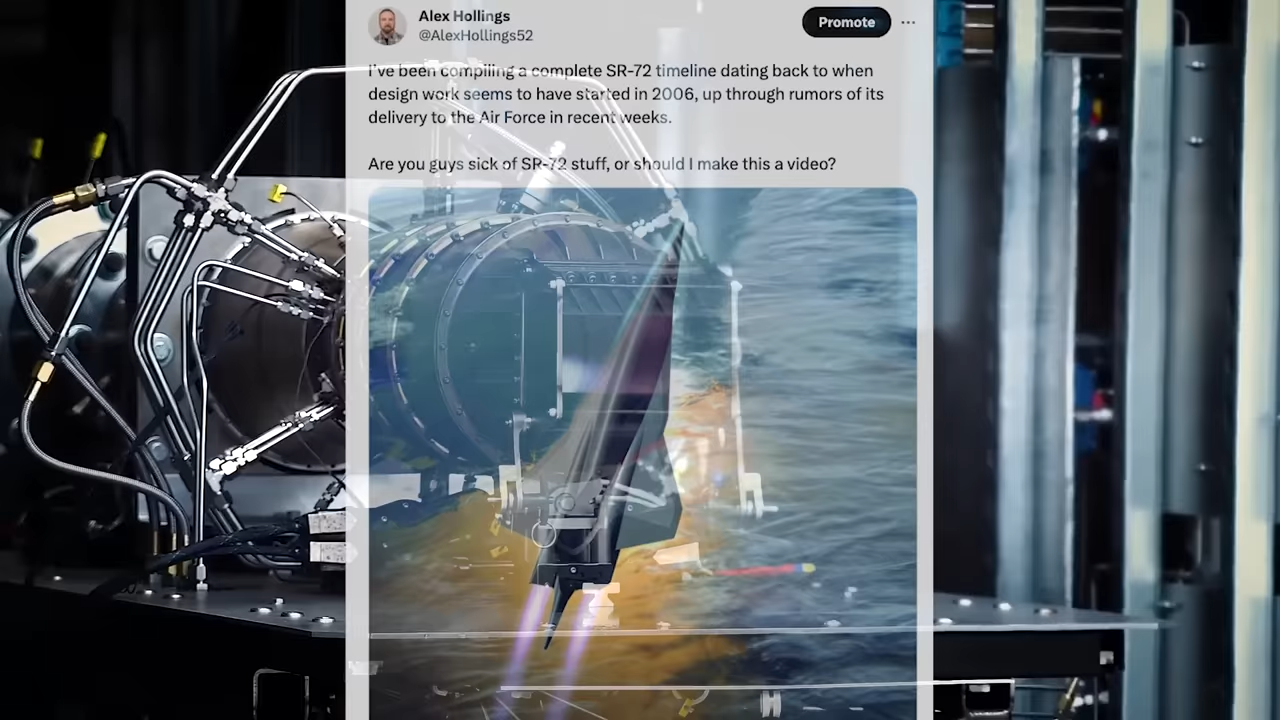 Alex Hollings
Promote
@AlexHollings52
I've been compiling a complete SR-72 timeline dating back to when
design work seems to have started in 2006, up through rumors of its
delivery to the Air Force in recent weeks.
Are you guys sick of SR-72 stuff, or should I make this a video?